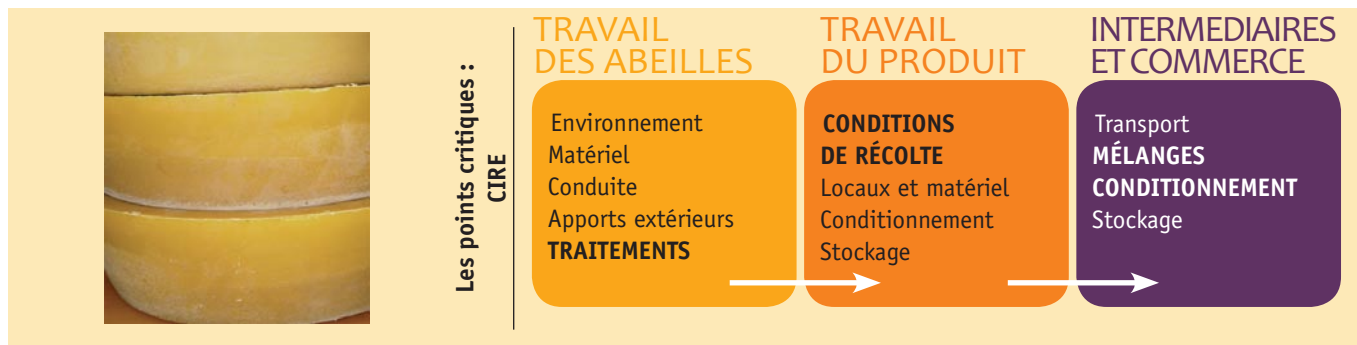 Les points critiques :
CIRE
TRAVAIL
DES ABEILLES
Environnement
Matériel
Conduite
Apports extérieurs
TRAITEMENTS
TRAVAIL
DU PRODUIT
CONDITIONS
DE RÉCOLTE
Locaux et matériel
Conditionnement
Stockage
INTERMEDIAIRES
ET COMMERCE
Transport
MÉLANGES
CONDITIONNEMENT
Stockage